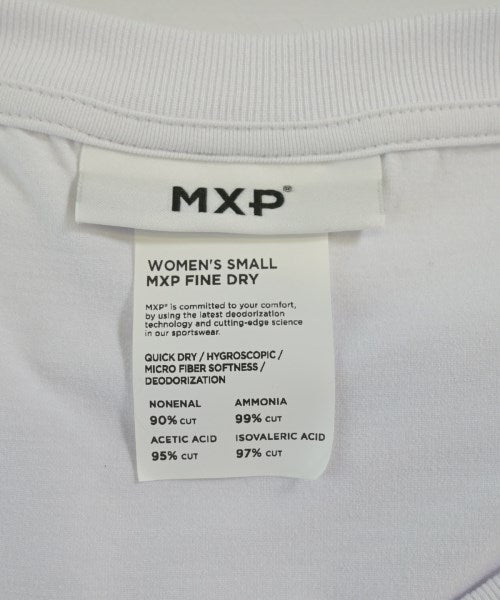 MXP®
WOMEN'S SMALL
MXP FINE DRY
MXP® is committed to your comfort,
by using the latest deodorization
technology and cutting-edge science
in our sportswear.
QUICK DRY / HYGROSCOPIC /
MICRO FIBER SOFTNESS /
DEODORIZATION
NONENAL AMMONIA
90% CUT 99% CUT
ACETIC ACID ISOVALERIC ACID
95% CUT 97% CUT